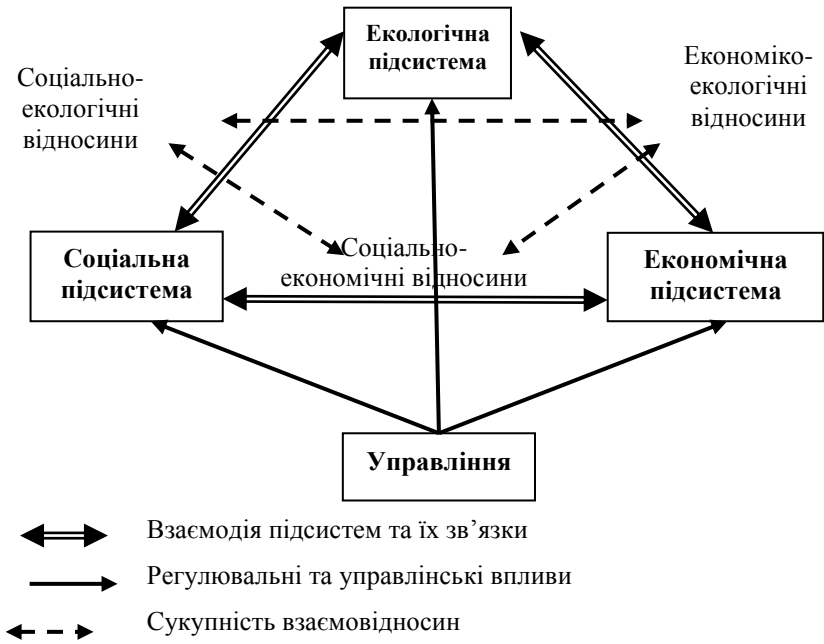 Екологічна
підсистема
Соціально-
екологічні
відносини
Економіко-
екологічні
відносини
Соціальна
підсистема
Соціально-
економічні відносини
Економічна
підсистема
Управління
Взаємодія підсистем та їх зв’язки
Регулювальні та управлінські впливи
Сукупність взаємовідносин